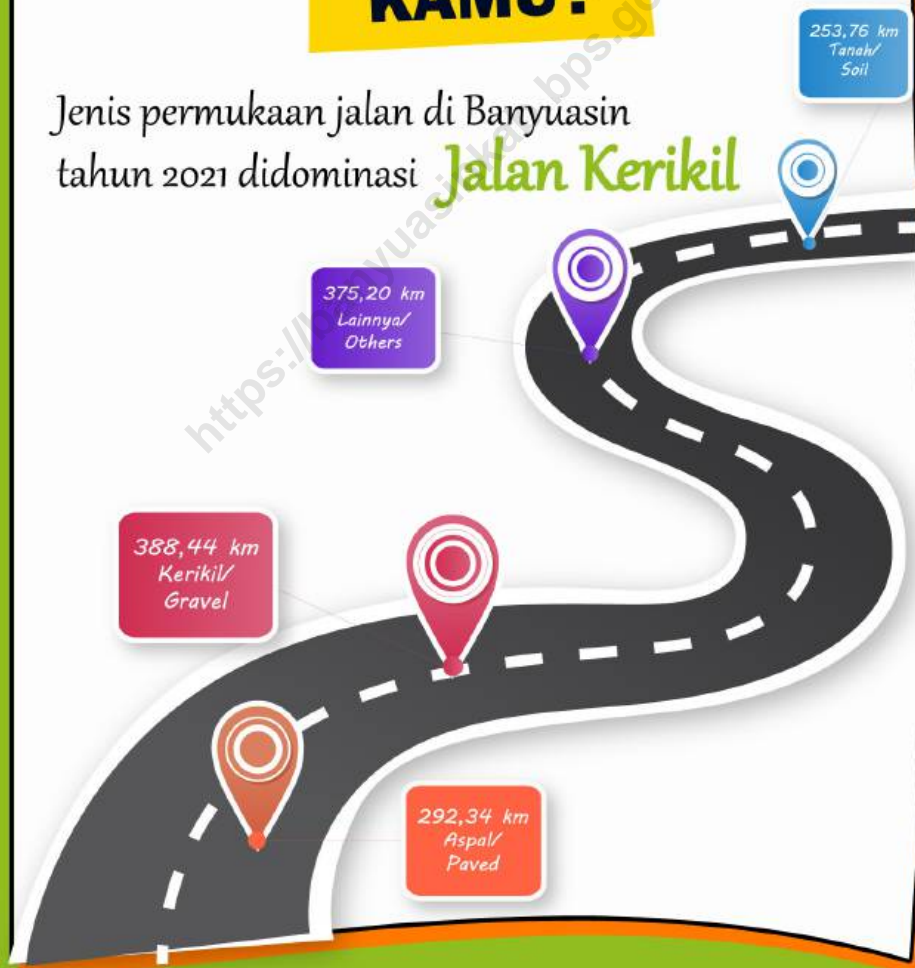 KAMU?
253,76 km
Tanah/
Soil
Jenis permukaan jalan di Banyuasin
tahun 2021 didominasi Jalan Kerikil
375,20 km
Lainnya/
Others
388,44 km
Kerikil/
Gravel
292,34 km
Aspal/
Paved